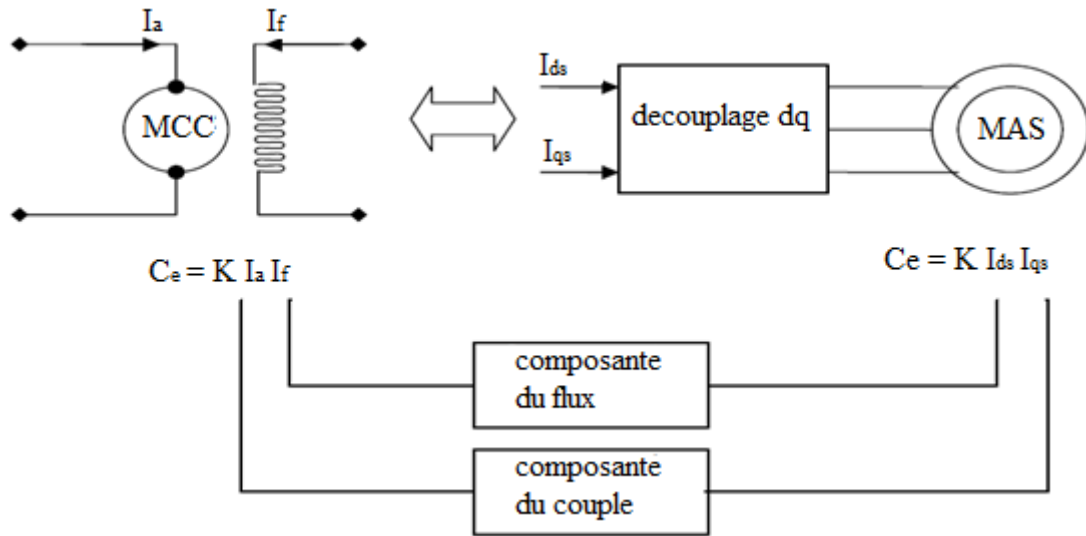 Ia If
MCC
Ids
Iqs
decouplage dq
MAS
Ce = K Ia If
Ce = K Ids Iqs
composante
du flux
composante
du couple